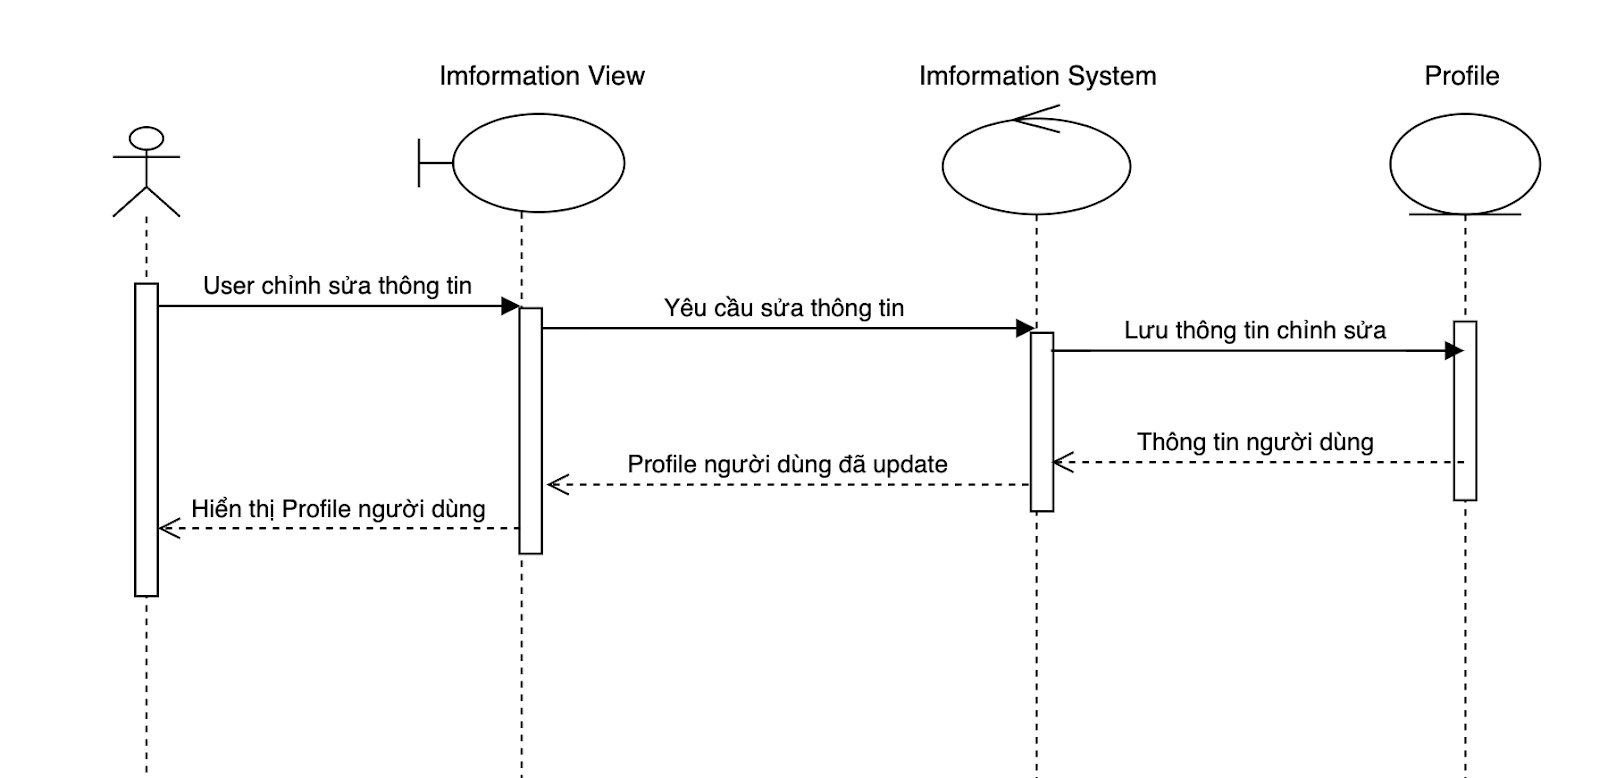 Imformation View
Imformation System
Profile
User chỉnh sửa thông tin
Yêu cầu sửa thông tin
Lưu thông tin chỉnh sửa
Thông tin người dùng
Profile người dùng đã update
Hiển thị Profile người dùng